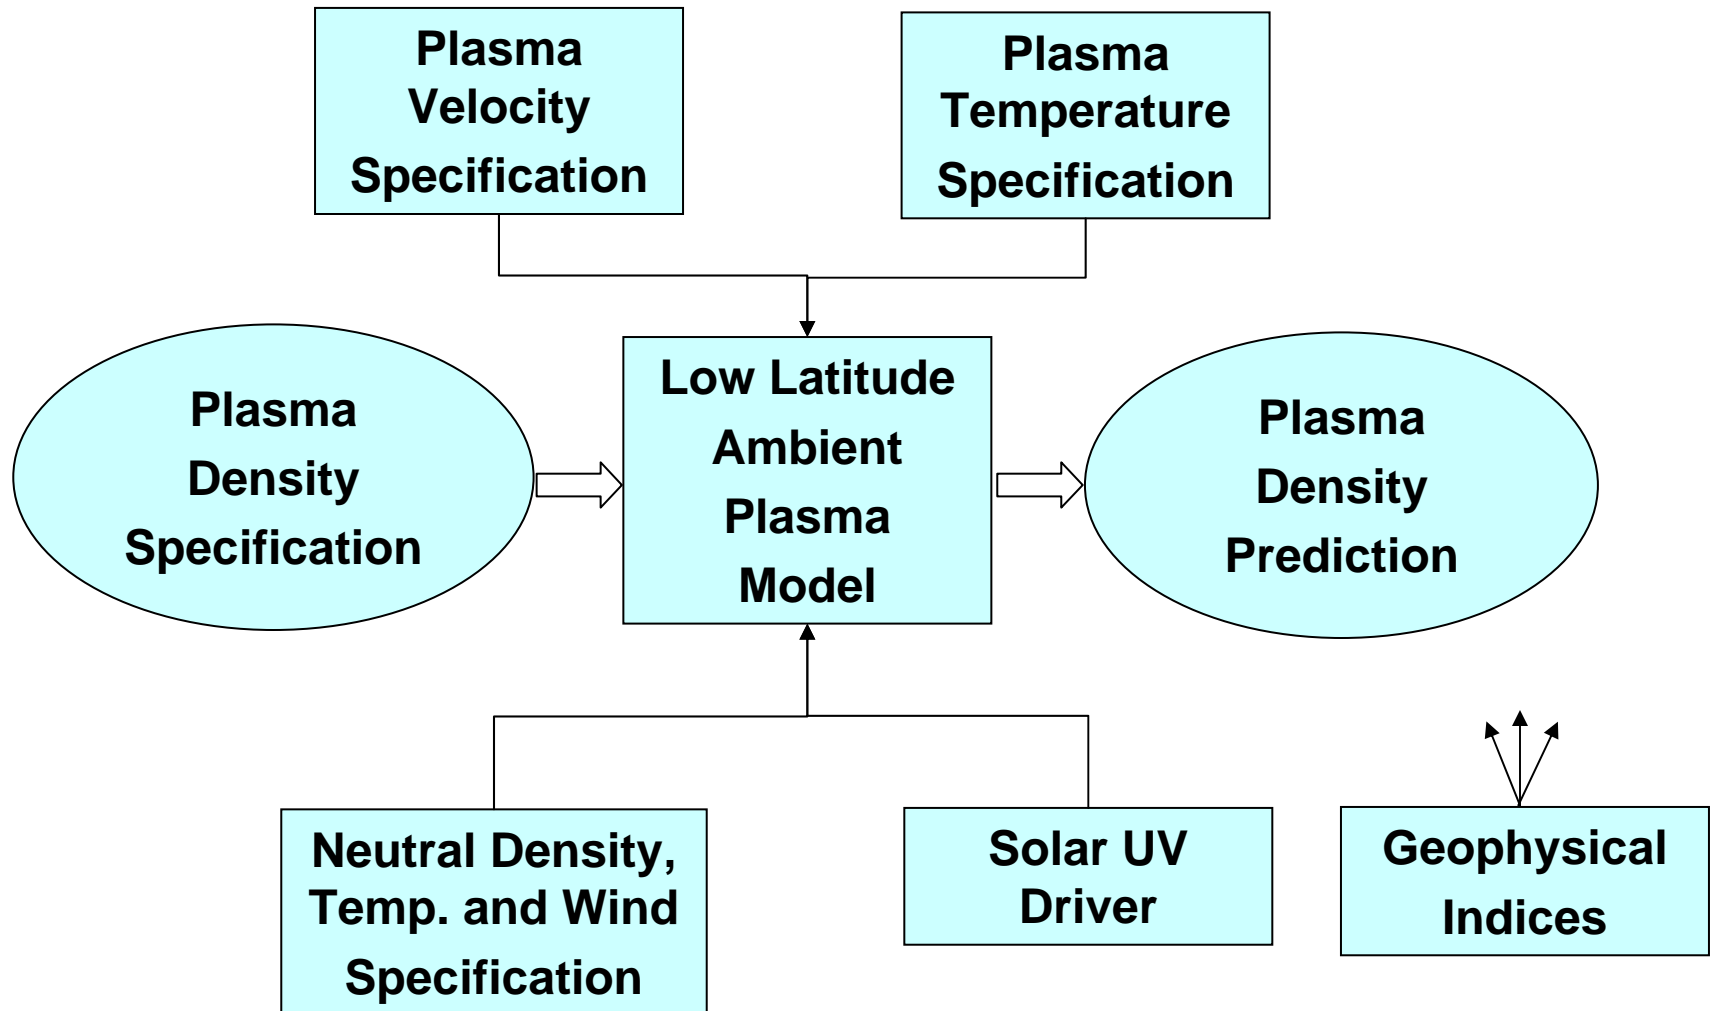 Plasma
Velocity
Specification
Plasma
Temperature
Specification
Plasma
Density
Specification
Low Latitude
Ambient
Plasma
Model
Plasma
Density
Prediction
Neutral Density,
Temp. and Wind
Specification
Solar UV
Driver
Geophysical
Indices